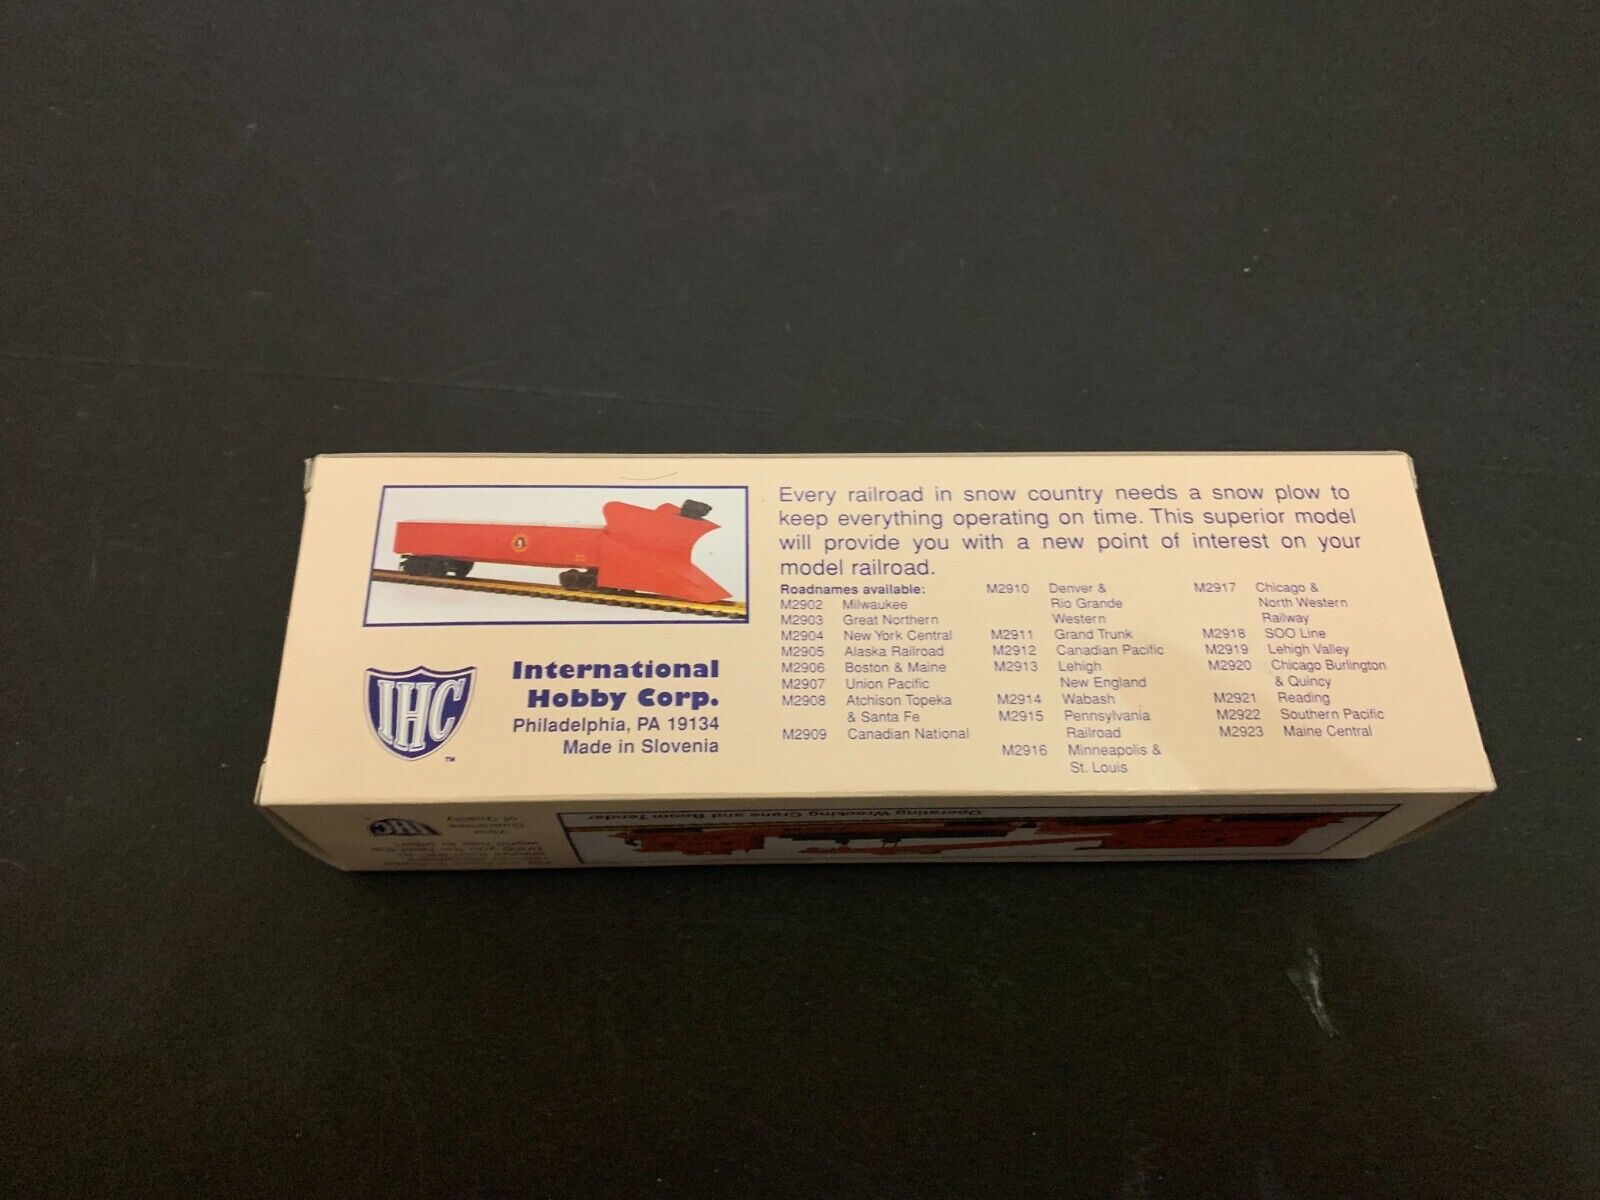 Every railroad in snow country needs a snow plow to
keep everything operating on time. This superior model
will provide you with a new point of interest on your
model railroad.
Roadnames available:
M2902 Milwaukee
M2903 Great Northern
M2904 New York Central
M2905 Alaska Railroad
M2906 Boston & Maine
M2907 Union Pacific
M2908 Atchison Topeka
& Santa Fe
M2909 Canadian National
M2910 Denver &
Rio Grande
Western
M2911 Grand Trunk
M2912 Canadian Pacific
M2913 Lehigh
New England
M2914 Wabash
M2915 Pennsylvania
Railroad
M2916 Minneapolis &
St. Louis
M2917 Chicago &
North Western
Railway
M2918 SOO Line
M2919 Lehigh Valley
M2920 Chicago Burlington
& Quincy
M2921 Reading
M2922 Southern Pacific
M2923 Maine Central
IHC
TM
International
Hobby Corp.
Philadelphia, PA 19134
Made in Slovenia
Operating Wrecking Crane and Boom Tender
IHC
Your
Guarantee
of Quality